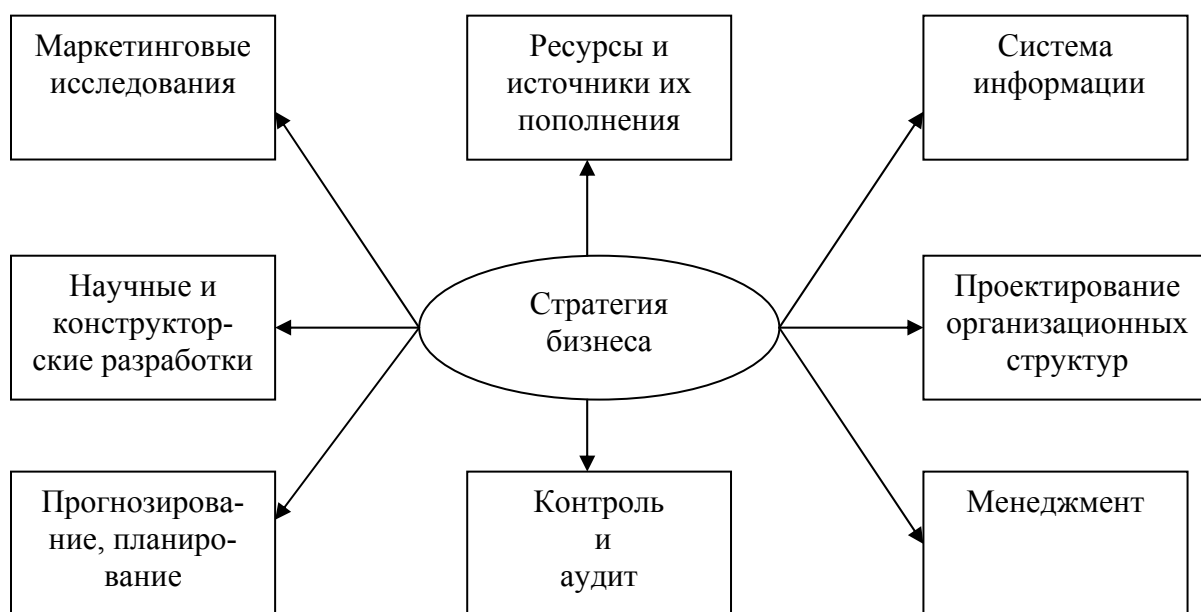 Маркетинговые
исследования
Ресурсы и
источники их
пополнения
Система
информации
Научные и
конструктор-
ские разработки
Стратегия
бизнеса
Проектирование
организационных
структур
Прогнозирова-
ние, планиро-
вание
Контроль
и
аудит
Менеджмент